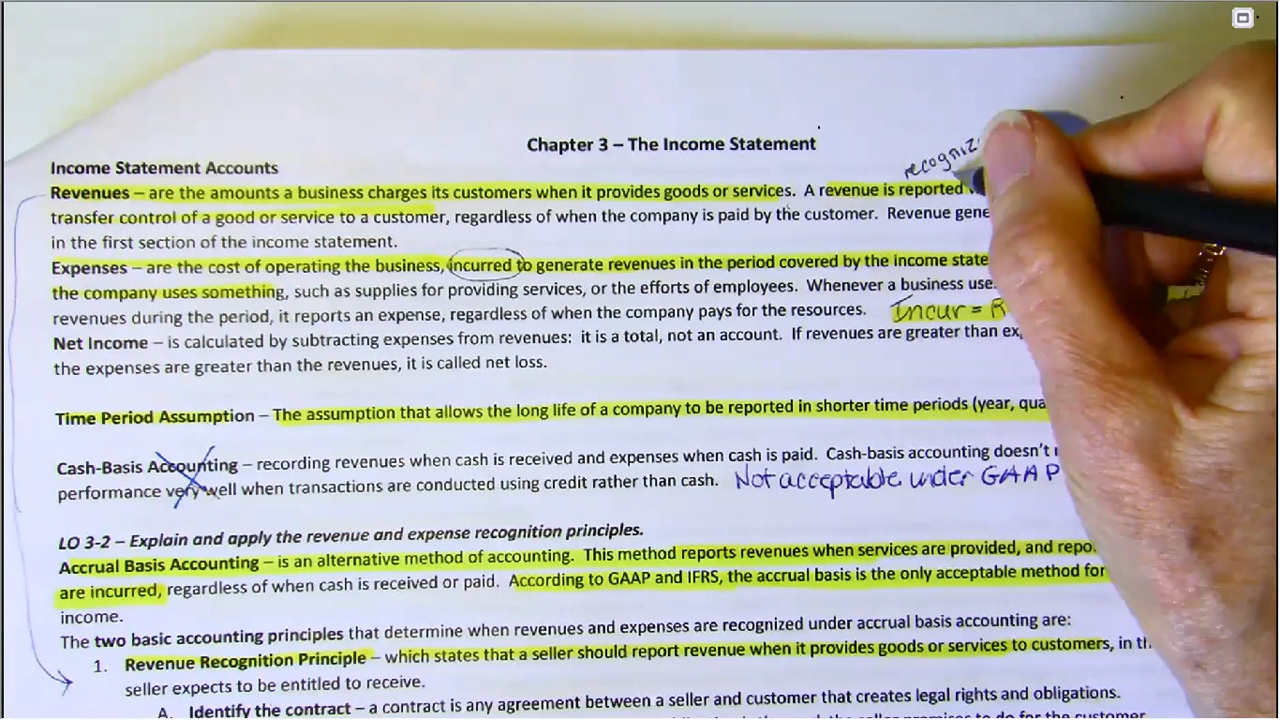 Chapter 3 – The Income Statement
Income Statement Accounts
recogniz
Revenues – are the amounts a business charges its customers when it provides goods or services. A revenue is reported
transfer control of a good or service to a customer, regardless of when the company is paid by the customer. Revenue gene
in the first section of the income statement.
Expenses – are the cost of operating the business, incurred to generate revenues in the period covered by the income state
the company uses something, such as supplies for providing services, or the efforts of employees. Whenever a business use
revenues during the period, it reports an expense, regardless of when the company pays for the resources. Incur = R
Net Income – is calculated by subtracting expenses from revenues: it is a total, not an account. If revenues are greater than ex
the expenses are greater than the revenues, it is called net loss.
Time Period Assumption – The assumption that allows the long life of a company to be reported in shorter time periods (year, qua
Cash-Basis Accounting – recording revenues when cash is received and expenses when cash is paid. Cash-basis accounting doesn't
performance very well when transactions are conducted using credit rather than cash. Not acceptable under GAAP
LO 3-2 – Explain and apply the revenue and expense recognition principles.
Accrual Basis Accounting – is an alternative method of accounting. This method reports revenues when services are provided, and repo
are incurred, regardless of when cash is received or paid. According to GAAP and IFRS, the accrual basis is the only acceptable method for
income.
The two basic accounting principles that determine when revenues and expenses are recognized under accrual basis accounting are:
1. Revenue Recognition Principle – which states that a seller should report revenue when it provides goods or services to customers, in th
seller expects to be entitled to receive.
A. Identify the contract – a contract is any agreement between a seller and customer that creates legal rights and obligations.